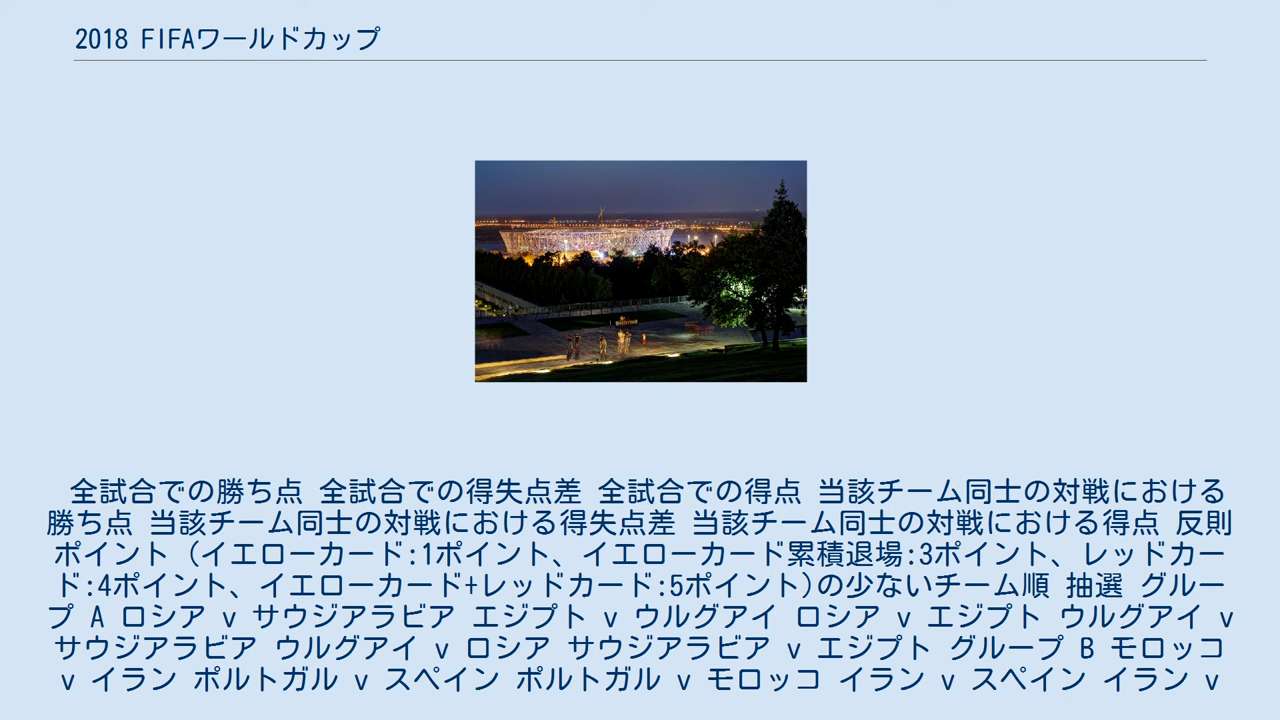 2018 FIFAワールドカップ
全試合での勝ち点 全試合での得失点差 全試合での得点 当該チーム同士の対戦における
勝ち点 当該チーム同士の対戦における得失点差 当該チーム同士の対戦における得点 反則
ポイント (イエローカード:1ポイント、イエローカード累積退場:3ポイント、レッドカー
ド:4ポイント、イエローカード+レッドカード:5ポイント)の少ないチーム順 抽選 グルー
プ A ロシア v サウジアラビア エジプト v ウルグアイ ロシア v エジプト ウルグアイ v
サウジアラビア ウルグアイ v ロシア サウジアラビア v エジプト グループ B モロッコ
v イラン ポルトガル v スペイン ポルトガル v モロッコ イラン v スペイン イラン v